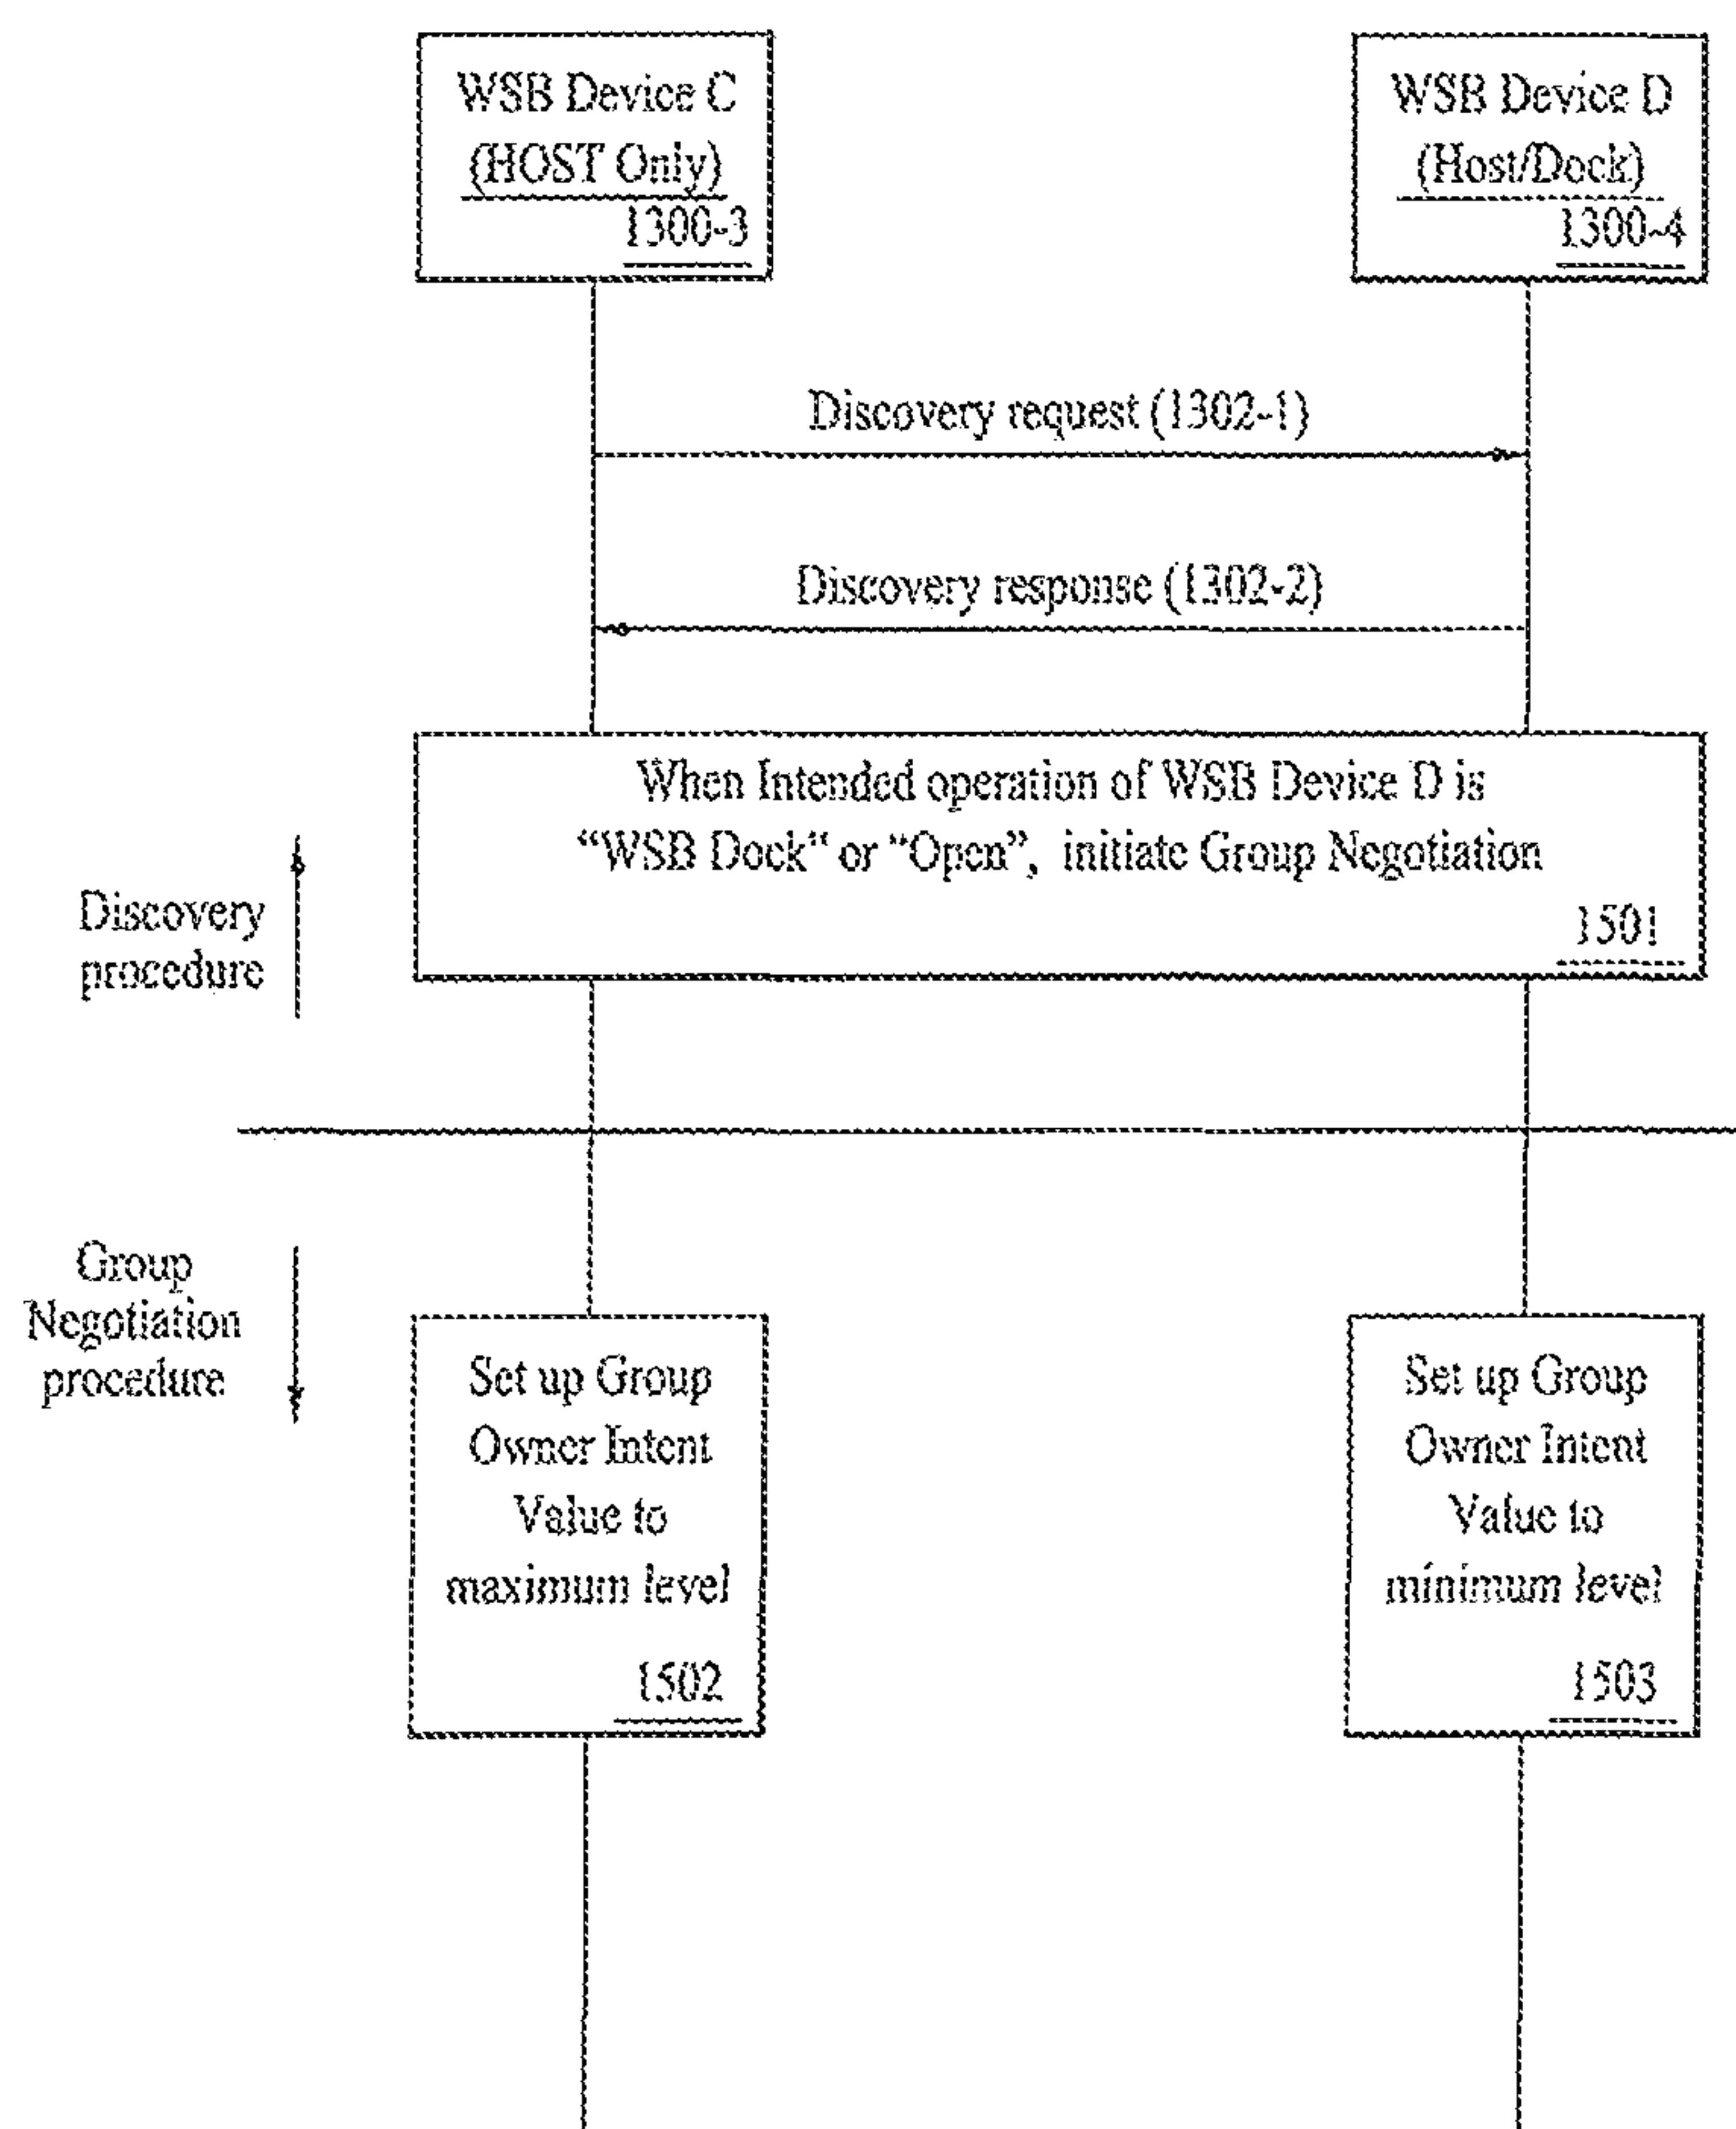 WSB Device C
(HOST Only)
1300-3
WSB Device D
(Host/Dock)
1300-4
Discovery request (1302-1)
Discovery response (1302-2)
When Intended operation of WSB Device D is
“WSB Dock“ or “Open”, initiate Group Negotiation
1501
Discovery
procedure
Group
Negotiation
procedure
Set up Group
Owner Intent
Value to
maximum level
1502
Set up Group
Owner Intent
Value to
minimum level
1503